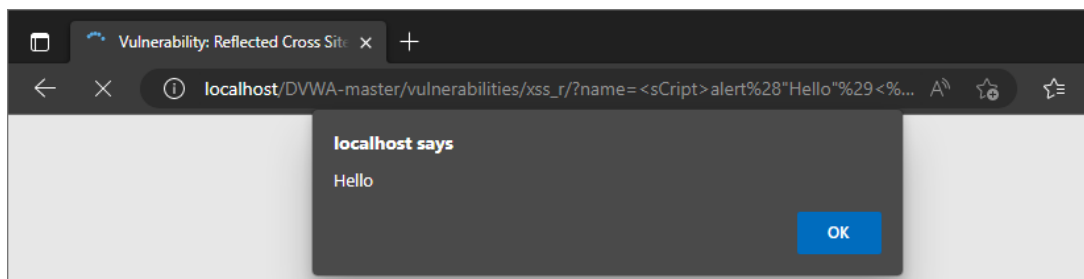 Vulnerability: Reflected Cross Site
localhost/DVWA-master/vulnerabilities/xss_r/?name=<sCript>alert%28"Hello"%29<%...
localhost says
Hello
OK